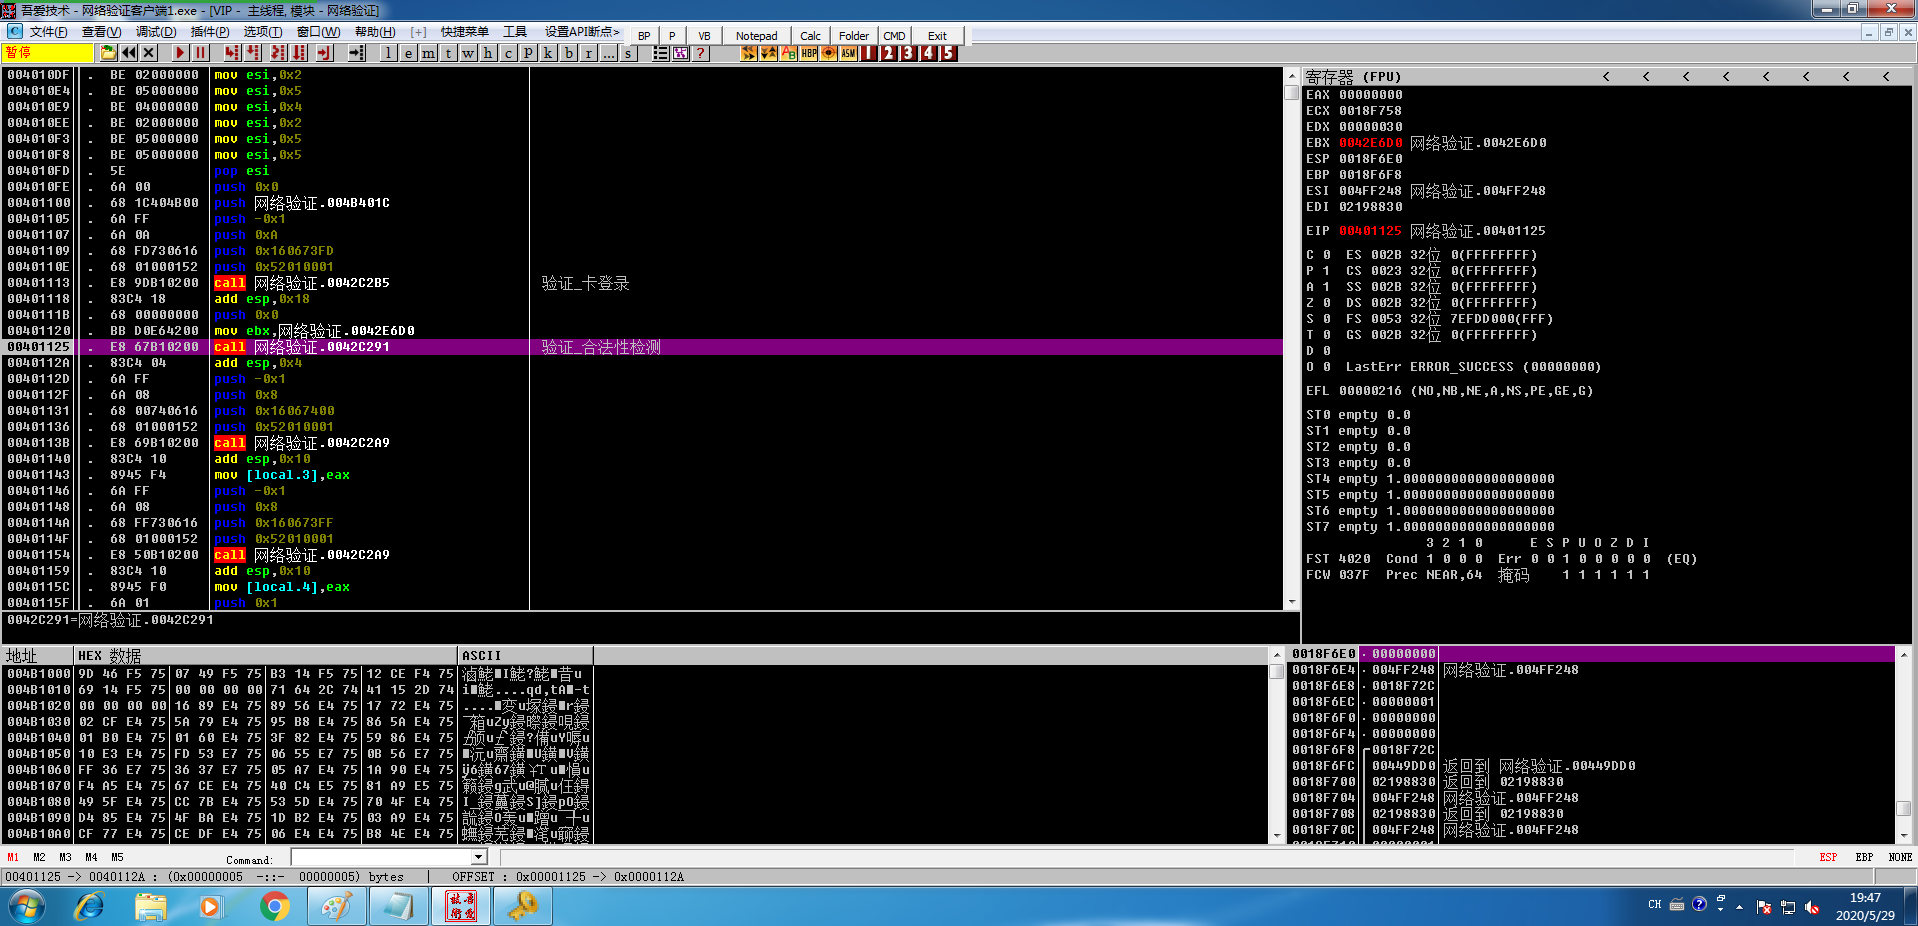 吾爱技术 - 网络验证客户端1.exe - [VIP - 主线程, 模块 - 网络验证]
文件(F) 查看(V) 调试(D) 插件(P) 选项(T) 窗口(W) 帮助(H) [+] 快捷菜单 工具 设置API断点> BP P VB Notepad Calc Folder CMD Exit
暂停 l e m t w h c p k b r ... s ? HBP ASM 1 2 3 4 5
004010DF . BE 02000000 mov esi,0x2
004010E4 . BE 05000000 mov esi,0x5
004010E9 . BE 04000000 mov esi,0x4
004010EE . BE 02000000 mov esi,0x2
004010F3 . BE 05000000 mov esi,0x5
004010F8 . BE 05000000 mov esi,0x5
004010FD . 5E pop esi
004010FE . 6A 00 push 0x0
00401100 . 68 1C404B00 push 网络验证.004B401C
00401105 . 6A FF push -0x1
00401107 . 6A 0A push 0xA
00401109 . 68 FD730616 push 0x160673FD
0040110E . 68 01000152 push 0x52010001
00401113 . E8 9DB10200 call 网络验证.0042C2B5 验证_卡登录
00401118 . 83C4 18 add esp,0x18
0040111B . 68 00000000 push 0x0
00401120 . BB D0E64200 mov ebx,网络验证.0042E6D0
00401125 . E8 67B10200 call 网络验证.0042C291 验证_合法性检测
0040112A . 83C4 04 add esp,0x4
0040112D . 6A FF push -0x1
0040112F . 6A 08 push 0x8
00401131 . 68 00740616 push 0x16067400
00401136 . 68 01000152 push 0x52010001
0040113B . E8 69B10200 call 网络验证.0042C2A9
00401140 . 83C4 10 add esp,0x10
00401143 . 8945 F4 mov [local.3],eax
00401146 . 6A FF push -0x1
00401148 . 6A 08 push 0x8
0040114A . 68 FF730616 push 0x160673FF
0040114F . 68 01000152 push 0x52010001
00401154 . E8 50B10200 call 网络验证.0042C2A9
00401159 . 83C4 10 add esp,0x10
0040115C . 8945 F0 mov [local.4],eax
0040115F . 6A 01 push 0x1
0042C291=网络验证.0042C291
寄存器 (FPU) < < < < < < < <
EAX 00000000
ECX 0018F758
EDX 00000030
EBX 0042E6D0 网络验证.0042E6D0
ESP 0018F6E0
EBP 0018F6F8
ESI 004FF248 网络验证.004FF248
EDI 02198830
EIP 00401125 网络验证.00401125
C 0 ES 002B 32位 0(FFFFFFFF)
P 1 CS 0023 32位 0(FFFFFFFF)
A 1 SS 002B 32位 0(FFFFFFFF)
Z 0 DS 002B 32位 0(FFFFFFFF)
S 0 FS 0053 32位 7EFDD000(FFF)
T 0 GS 002B 32位 0(FFFFFFFF)
D 0
O 0 LastErr ERROR_SUCCESS (00000000)
EFL 00000216 (NO,NB,NE,A,NS,PE,GE,G)
ST0 empty 0.0
ST1 empty 0.0
ST2 empty 0.0
ST3 empty 0.0
ST4 empty 1.0000000000000000000
ST5 empty 1.0000000000000000000
ST6 empty 1.0000000000000000000
ST7 empty 1.0000000000000000000
3 2 1 0 E S P U O Z D I
FST 4020 Cond 1 0 0 0 Err 0 0 1 0 0 0 0 0 (EQ)
FCW 037F Prec NEAR,64 掩码 1 1 1 1 1 1
地址 HEX 数据 ASCII
004B1000 9D 46 F5 75 07 49 F5 75 B3 14 F5 75 12 CE F4 75
004B1010 69 14 F5 75 00 00 00 00 71 64 2C 74 41 15 2D 74
004B1020 00 00 00 00 16 89 E4 75 89 56 E4 75 17 72 E4 75
004B1030 02 CF E4 75 5A 79 E4 75 95 B8 E4 75 86 5A E4 75
004B1040 01 B0 E4 75 01 60 E4 75 3F 82 E4 75 59 86 E4 75
004B1050 10 E3 E4 75 FD 53 E7 75 06 55 E7 75 0B 56 E7 75
004B1060 FF 36 E7 75 36 37 E7 75 05 A7 E4 75 1A 90 E4 75
004B1070 F4 A5 E4 75 67 CE E4 75 40 C4 E5 75 81 A9 E5 75
004B1080 49 5F E4 75 CC 7B E4 75 53 5D E4 75 70 4F E4 75
004B1090 D4 85 E4 75 4F BA E4 75 1D B2 E4 75 03 A9 E4 75
004B10A0 CF 77 E4 75 CE DF E4 75 06 E4 E4 75 B8 4E E4 75
0018F6E0 00000000
0018F6E4 004FF248 网络验证.004FF248
0018F6E8 0018F72C
0018F6EC 00000001
0018F6F0 00000000
0018F6F4 00000000
0018F6F8 0018F72C
0018F6FC 00449DD0 返回到 网络验证.00449DD0
0018F700 02198830 返回到 02198830
0018F704 004FF248 网络验证.004FF248
0018F708 02198830 返回到 02198830
0018F70C 004FF248 网络验证.004FF248
M1 M2 M3 M4 M5 Command: ESP EBP NONE
00401125 -> 0040112A : (0x00000005 -::- 00000005) bytes | OFFSET : 0x00001125 -> 0x0000112A
CH 19:47
2020/5/29